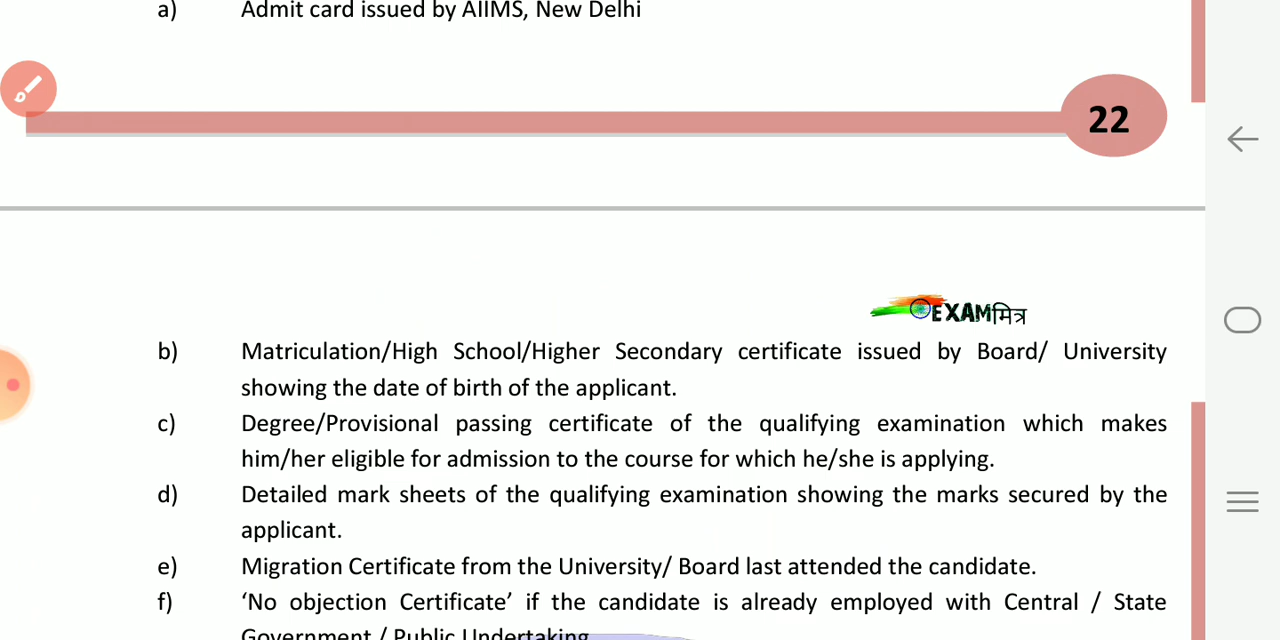 a) Admit card issued by AIIMS, New Delhi
22
EXAMमित्र
b) Matriculation/High School/Higher Secondary certificate issued by Board/ University
showing the date of birth of the applicant.
c) Degree/Provisional passing certificate of the qualifying examination which makes
him/her eligible for admission to the course for which he/she is applying.
d) Detailed mark sheets of the qualifying examination showing the marks secured by the
applicant.
e) Migration Certificate from the University/ Board last attended the candidate.
f) ‘No objection Certificate’ if the candidate is already employed with Central / State
Government / Public Undertaking